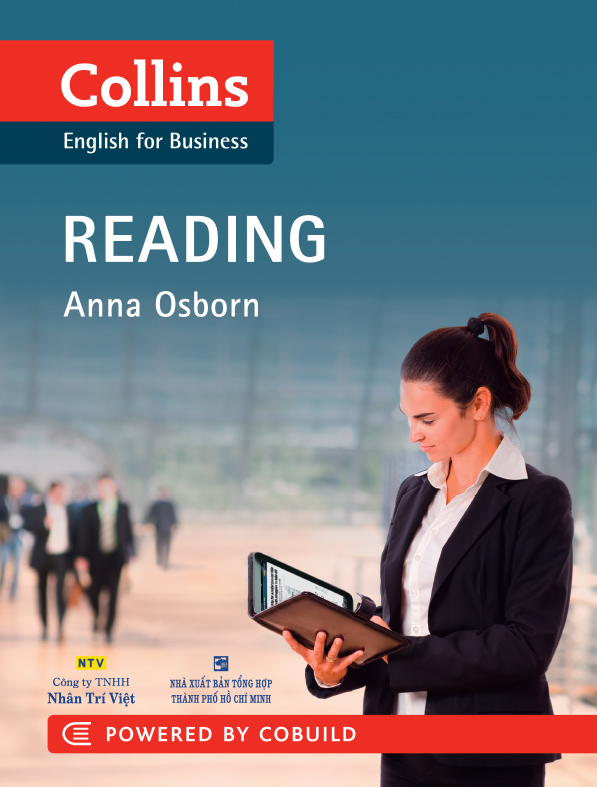 Collins
English for Business
READING
Anna Osborn
NTV
Công ty TNHH
Nhân Trí Việt
NHÀ XUẤT BẢN TỔNG HỢP
THÀNH PHỐ HỒ CHÍ MINH
POWERED BY COBUILD